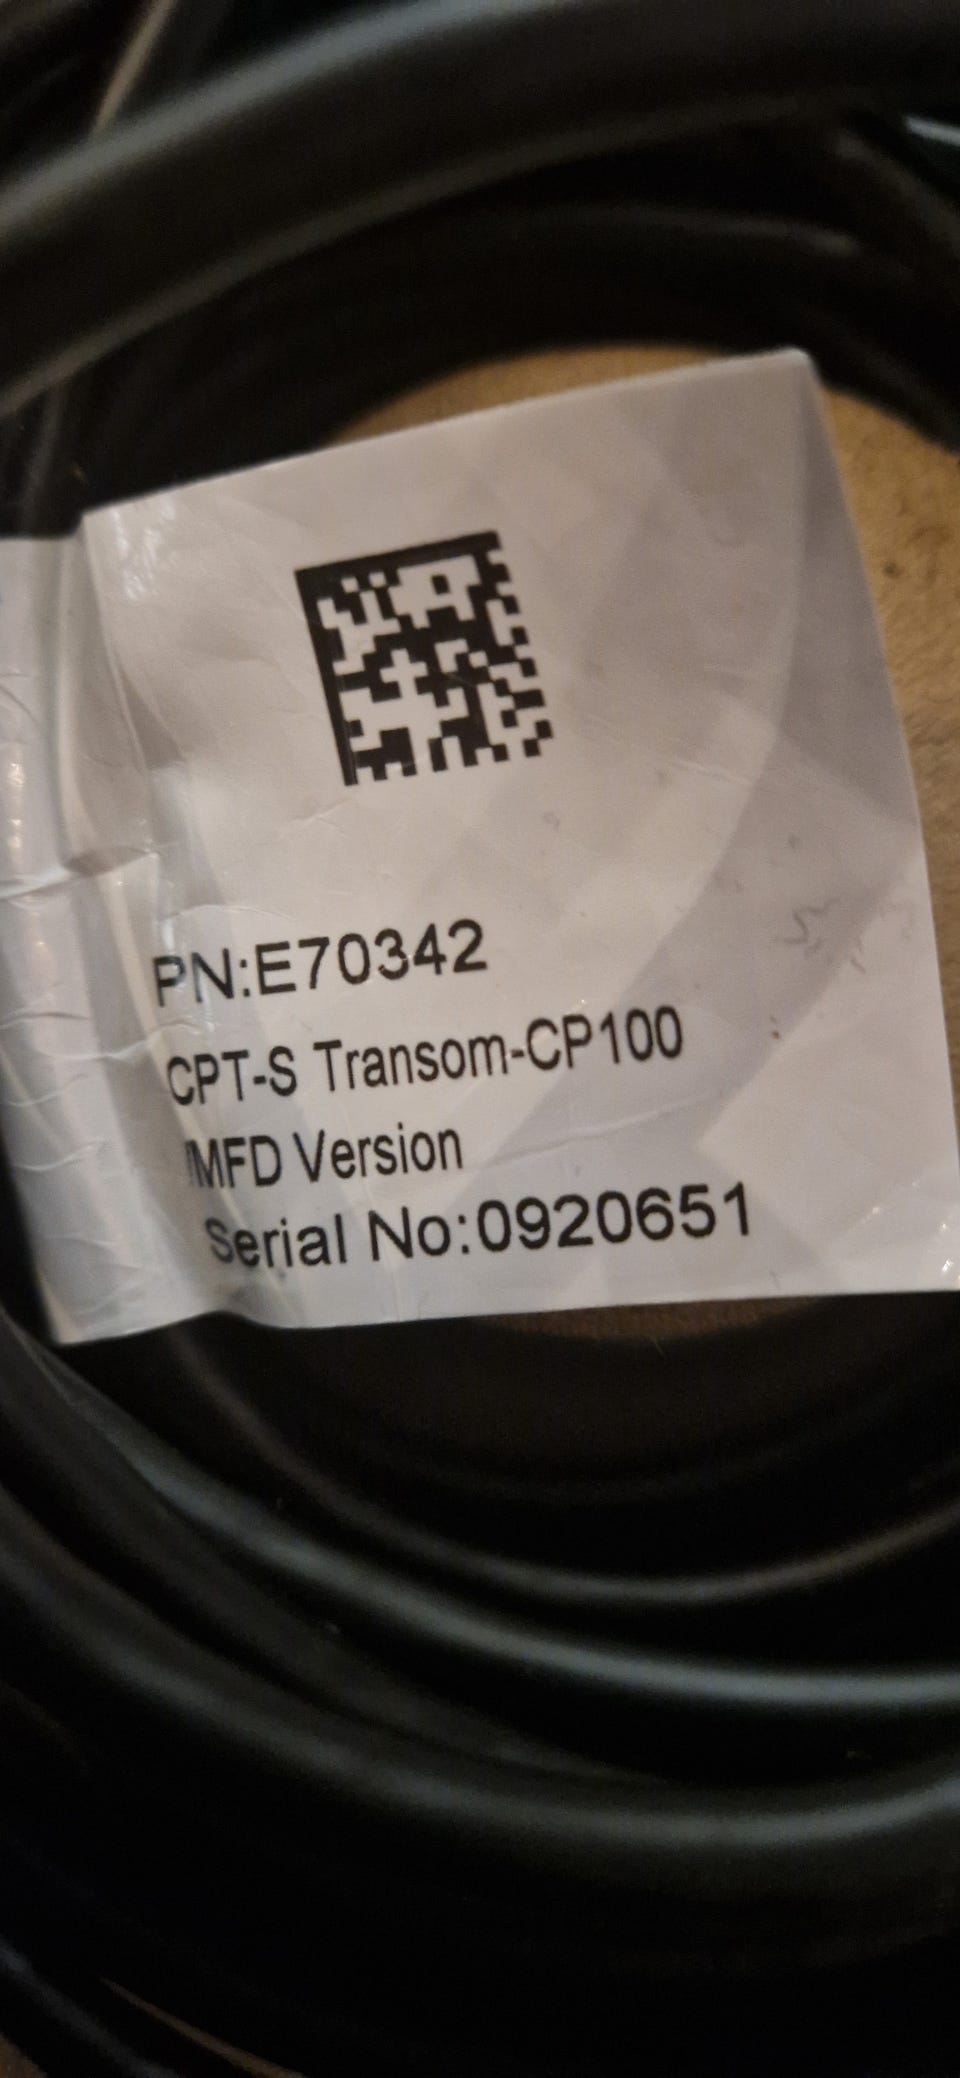 PN:E70342
CPT-S Transom-CP100
/MFD Version
Serial No:0920651